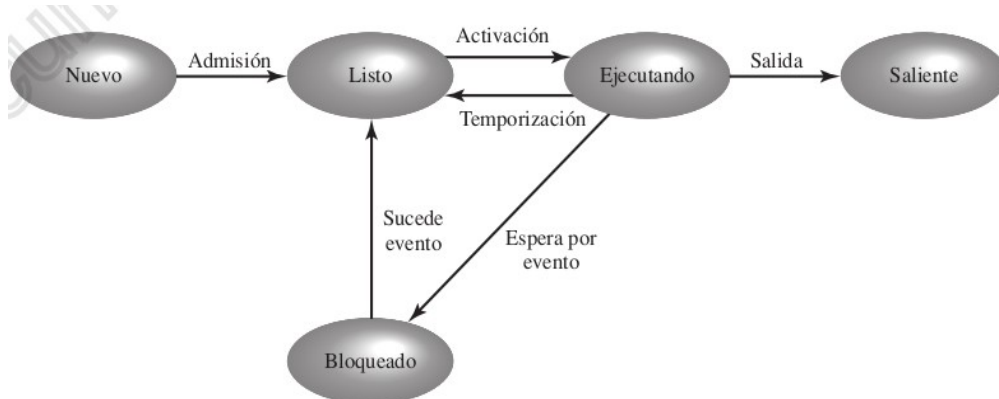 Activación
Nuevo
Admisión
Listo
Ejecutando
Salida
Saliente
Temporización
Sucede
evento
Espera por
evento
Bloqueado